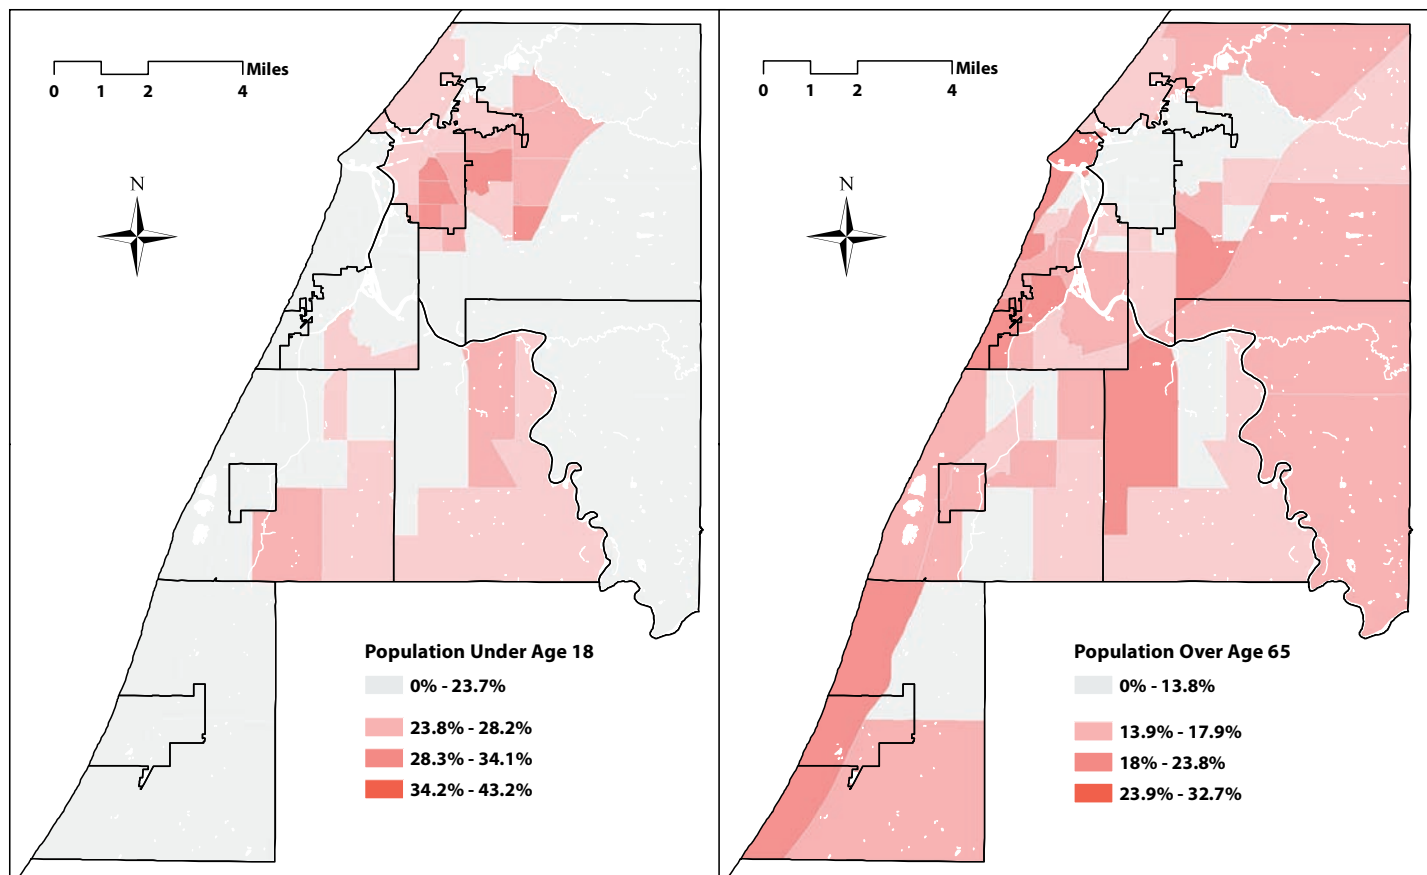 Miles
0 1 2 4
N
Population Under Age 18
0% - 23.7%
23.8% - 28.2%
28.3% - 34.1%
34.2% - 43.2%
Miles
0 1 2 4
N
Population Over Age 65
0% - 13.8%
13.9% - 17.9%
18% - 23.8%
23.9% - 32.7%